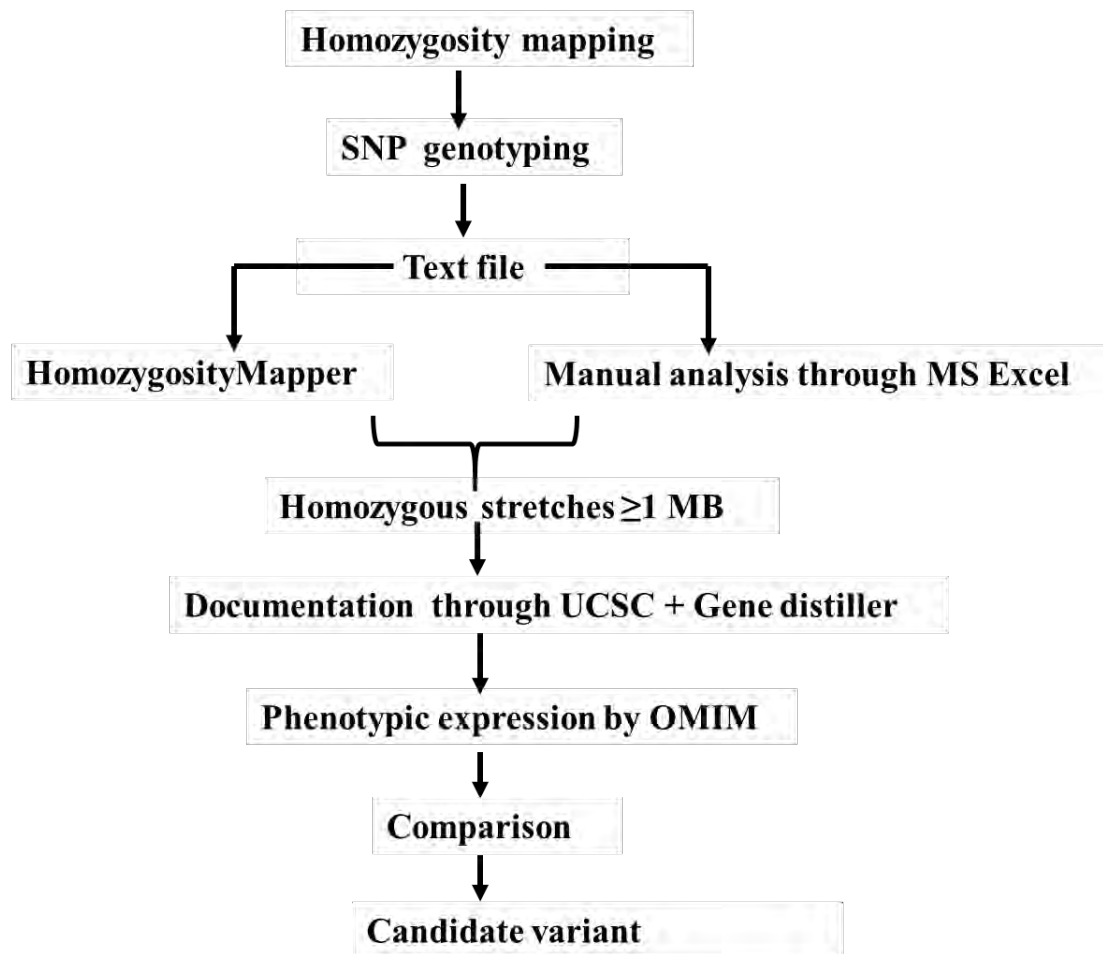 Homozygosity mapping
SNP genotyping
Text file
HomozygosityMapper
Manual analysis through MS Excel
Homozygous stretches ≥1 MB
Documentation through UCSC + Gene distiller
Phenotypic expression by OMIM
Comparison
Candidate variant